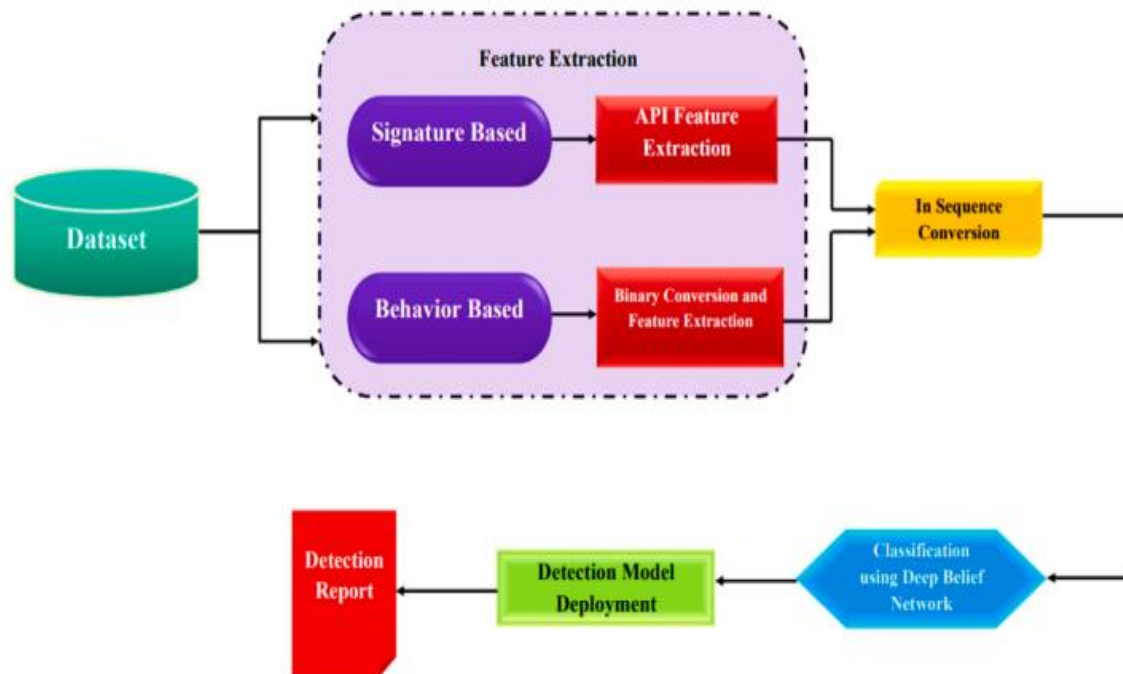 Feature Extraction
Signature Based
API Feature
Extraction
Dataset
Behavior Based
Binary Conversion and
Feature Extraction
In Sequence
Conversion
Classification
using Deep Belief
Network
Detection Model
Deployment
Detection
Report